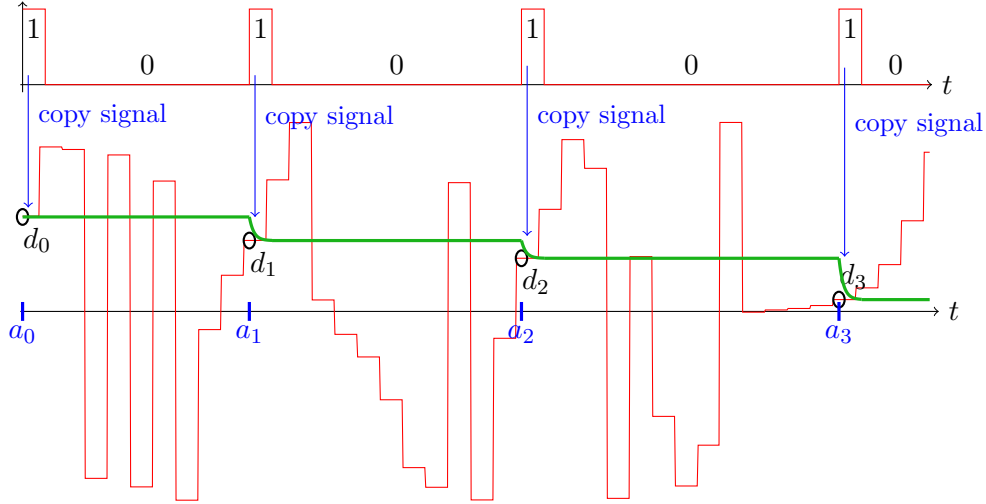 1 1 1 1
0 0 0 0
t
copy signal copy signal copy signal copy signal
d₀ d₁ d₂ d₃
t
a₀ a₁ a₂ a₃